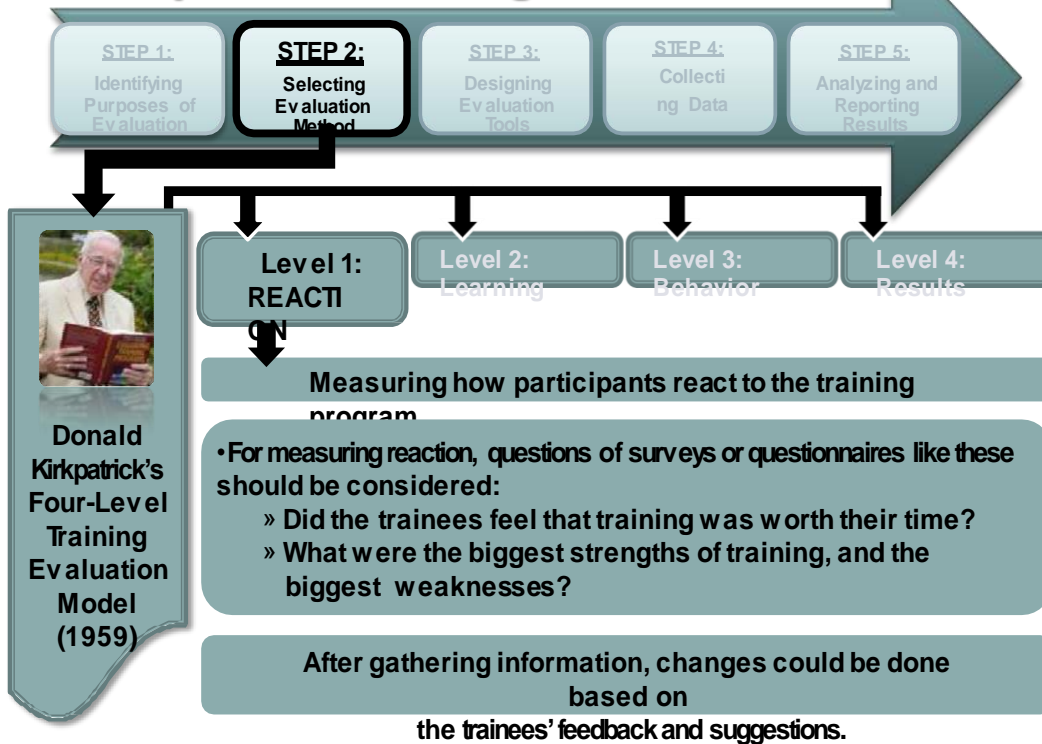 STEP 1:
Identifying
Purposes of
Evaluation
STEP 2:
Selecting
Evaluation
Method
STEP 3:
Designing
Evaluation
Tools
STEP 4:
Collecti
ng Data
STEP 5:
Analyzing and
Reporting
Results
Donald
Kirkpatrick's
Four-Level
Training
Evaluation
Model
(1959)
Level 1:
REACTI
ON
Level 2:
Learning
Level 3:
Behavior
Level 4:
Results
Measuring how participants react to the training
program
•For measuring reaction, questions of surveys or questionnaires like these
should be considered:
» Did the trainees feel that training was worth their time?
» What were the biggest strengths of training, and the
biggest weaknesses?
After gathering information, changes could be done
based on
the trainees' feedback and suggestions.